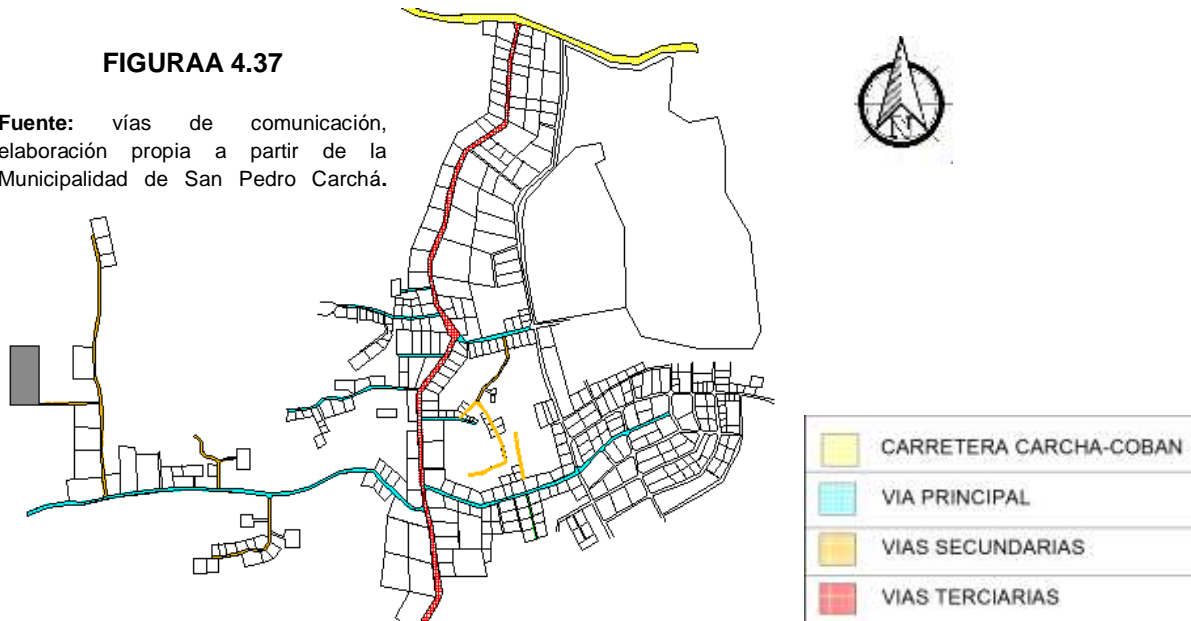 FIGURAA 4.37
Fuente: vías de comunicación,
elaboración propia a partir de la
Municipalidad de San Pedro Carchá.
N
CARRETERA CARCHA-COBAN
VIA PRINCIPAL
VIAS SECUNDARIAS
VIAS TERCIARIAS